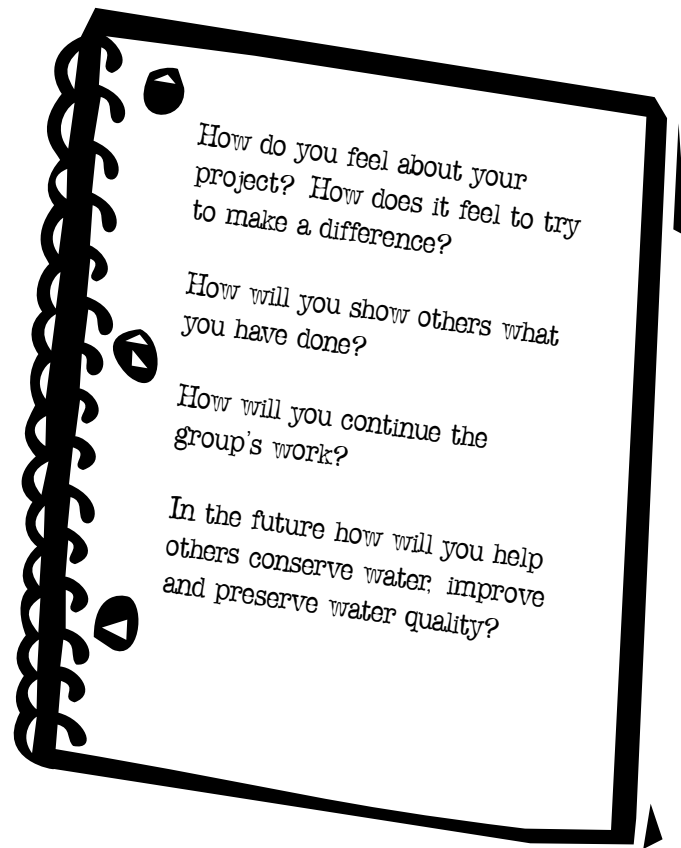 How do you feel about your
project? How does it feel to try
to make a difference?
How will you show others what
you have done?
How will you continue the
group's work?
In the future how will you help
others conserve water, improve
and preserve water quality?